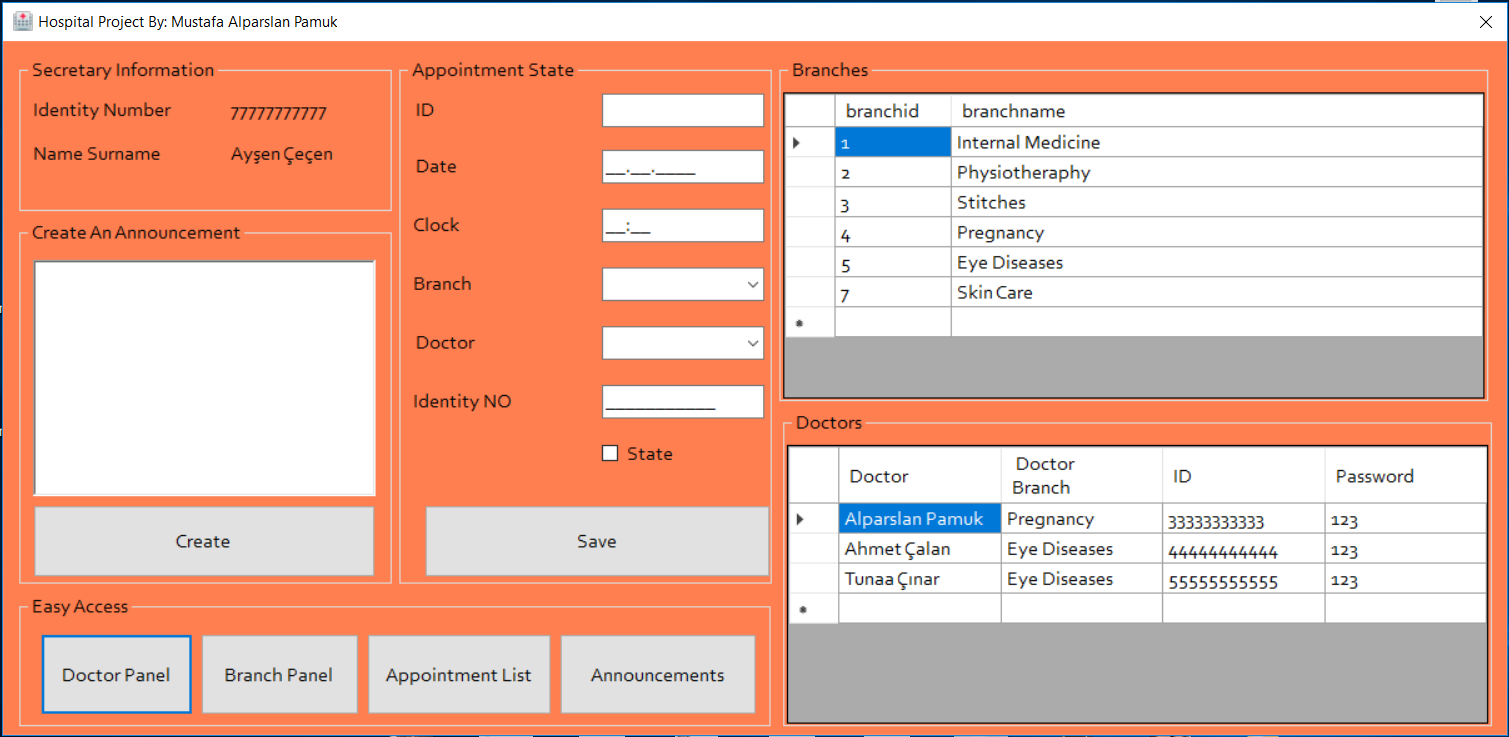 Hospital Project By: Mustafa Alparslan Pamuk
Secretary Information
Identity Number 77777777777
Name Surname Ayşen Çeçen
Create An Announcement
Create
Appointment State
ID
Date __.__.____
Clock __:__
Branch
Doctor
Identity NO ___________
State
Save
Easy Access
Doctor Panel Branch Panel Appointment List Announcements
Branches
branchid branchname
1 Internal Medicine
2 Physiotheraphy
3 Stitches
4 Pregnancy
5 Eye Diseases
7 Skin Care
Doctors
Doctor Doctor Branch ID Password
Alparslan Pamuk Pregnancy 33333333333 123
Ahmet Çalan Eye Diseases 44444444444 123
Tunaa Çınar Eye Diseases 55555555555 123